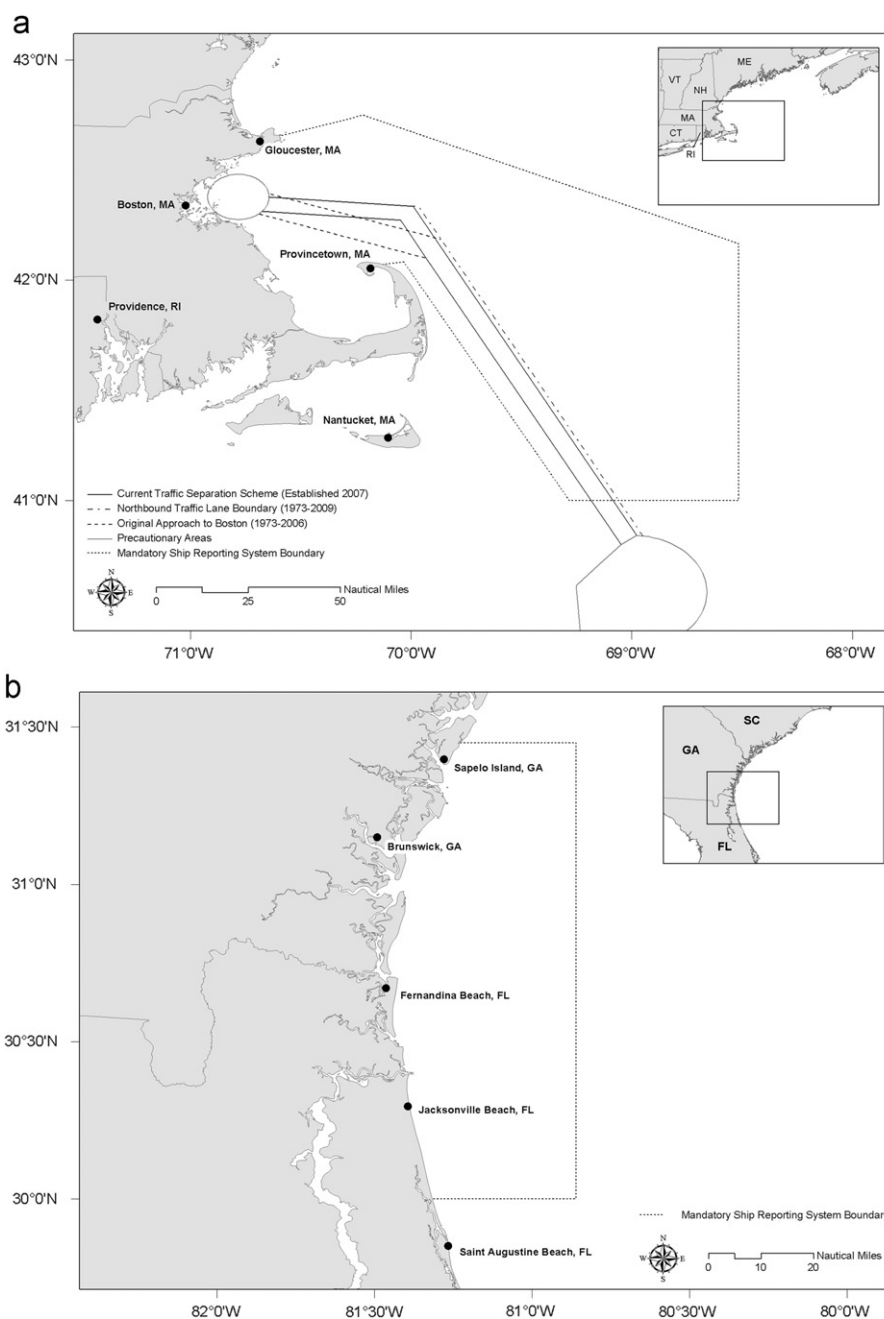 a
43°0'N
42°0'N
41°0'N
VT
ME
NH
MA
CT
RI
Gloucester, MA
Boston, MA
Provincetown, MA
Providence, RI
Nantucket, MA
Current Traffic Separation Scheme (Established 2007)
Northbound Traffic Lane Boundary (1973-2009)
Original Approach to Boston (1973-2006)
Precautionary Areas
Mandatory Ship Reporting System Boundary
N
W E
S
Nautical Miles
0 25 50
71°0'W 70°0'W 69°0'W 68°0'W
b
31°30'N
31°0'N
30°30'N
30°0'N
SC
GA
FL
Sapelo Island, GA
Brunswick, GA
Fernandina Beach, FL
Jacksonville Beach, FL
Saint Augustine Beach, FL
Mandatory Ship Reporting System Boundar
N
W E
S
Nautical Miles
0 10 20
82°0'W 81°30'W 81°0'W 80°30'W 80°0'W